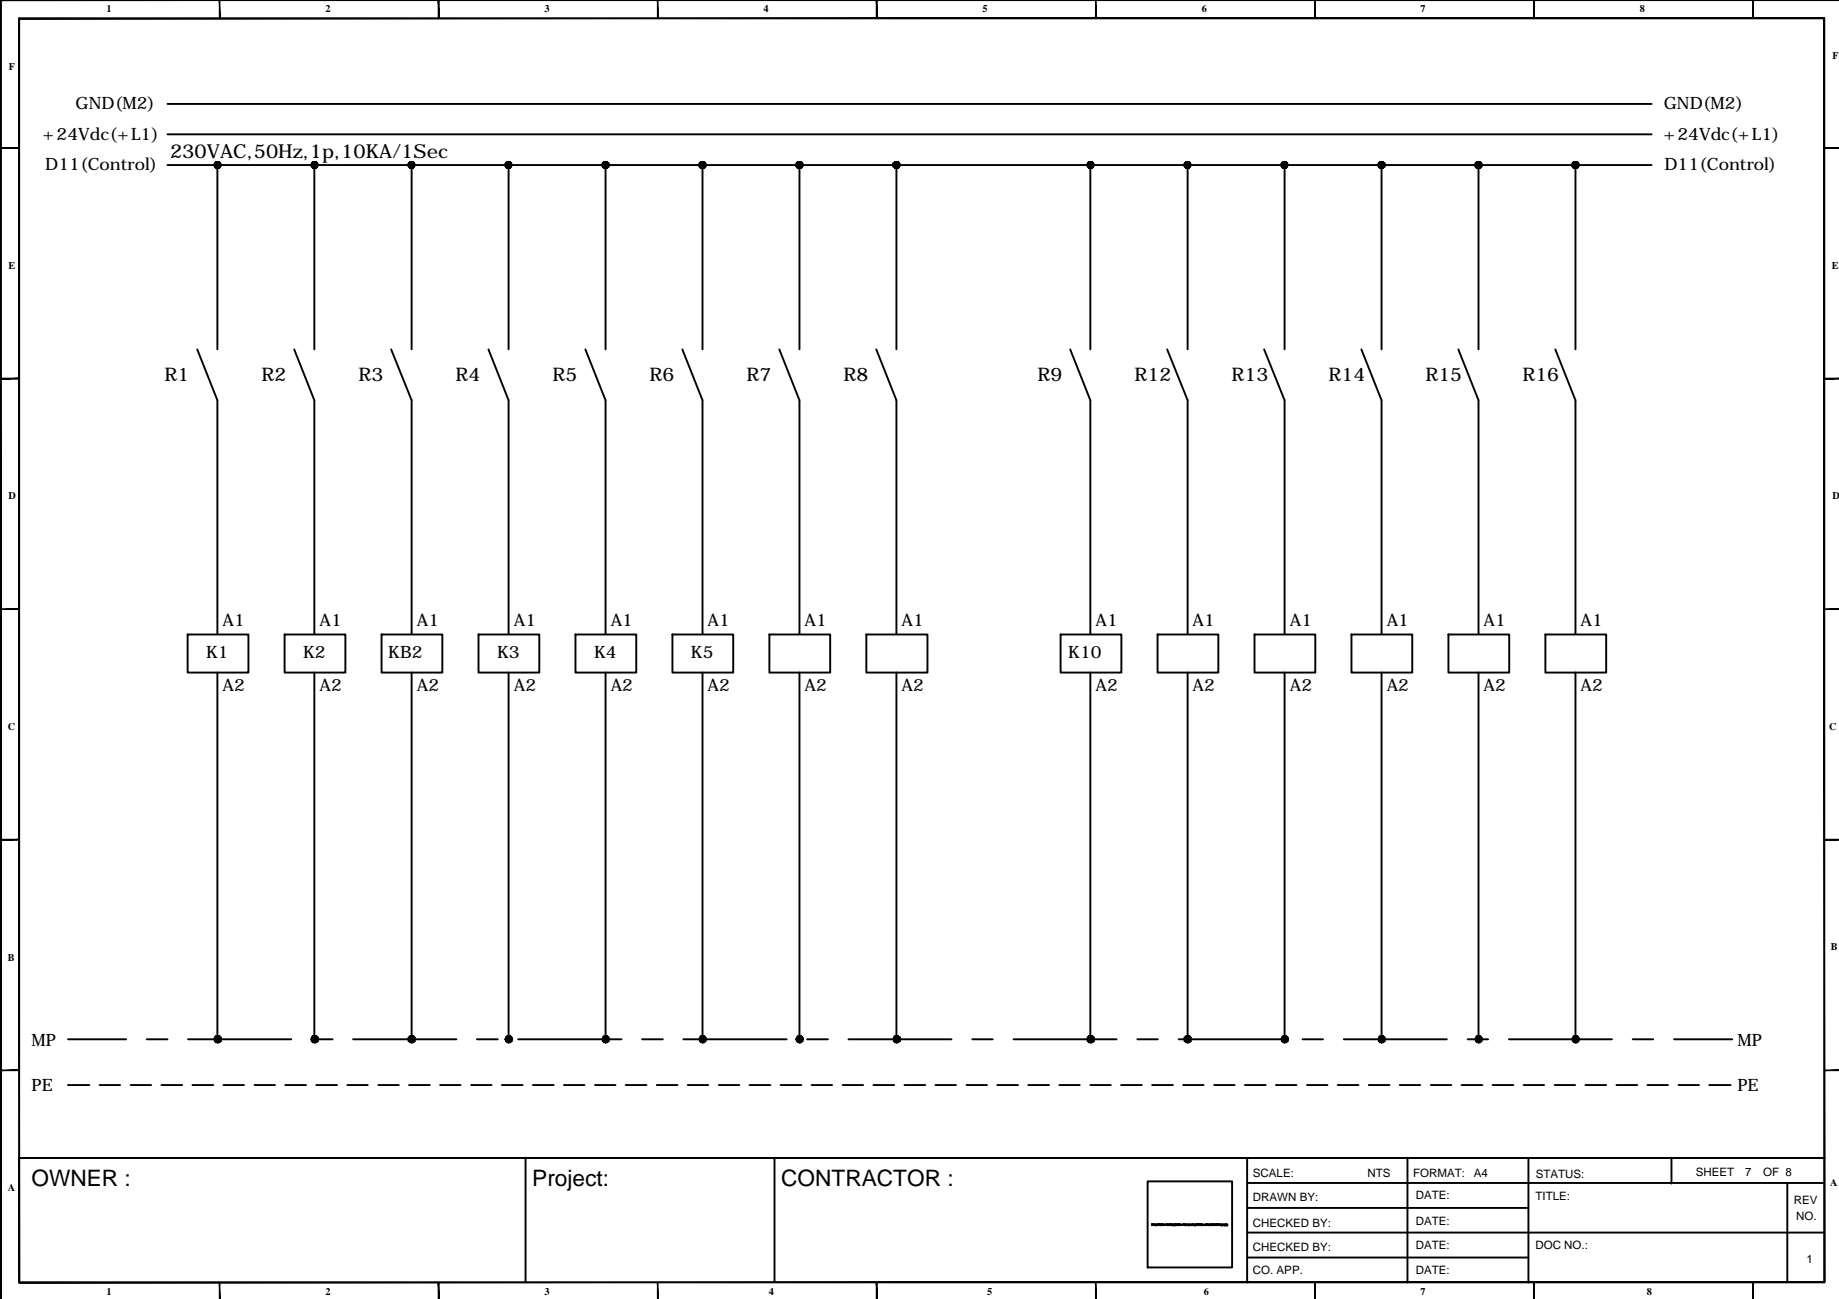 1 2 3 4 5 6 7 8
F F
GND(M2) GND(M2)
+24Vdc(+L1) +24Vdc(+L1)
230VAC,50Hz,1p,10KA/1Sec
D11(Control) D11(Control)
E E
R1 R2 R3 R4 R5 R6 R7 R8 R9 R12 R13 R14 R15 R16
D D
A1 A1 A1 A1 A1 A1 A1 A1 A1 A1 A1 A1 A1 A1
K1 K2 KB2 K3 K4 K5 K10
A2 A2 A2 A2 A2 A2 A2 A2 A2 A2 A2 A2 A2 A2
C C
B B
MP MP
PE PE
A A
OWNER : Project: CONTRACTOR :
SCALE: NTS FORMAT: A4 STATUS: SHEET 7 OF 8
DRAWN BY: DATE: TITLE: REV NO.
CHECKED BY: DATE:
CHECKED BY: DATE: DOC NO.: 1
CO. APP. DATE:
1 2 3 4 5 6 7 8